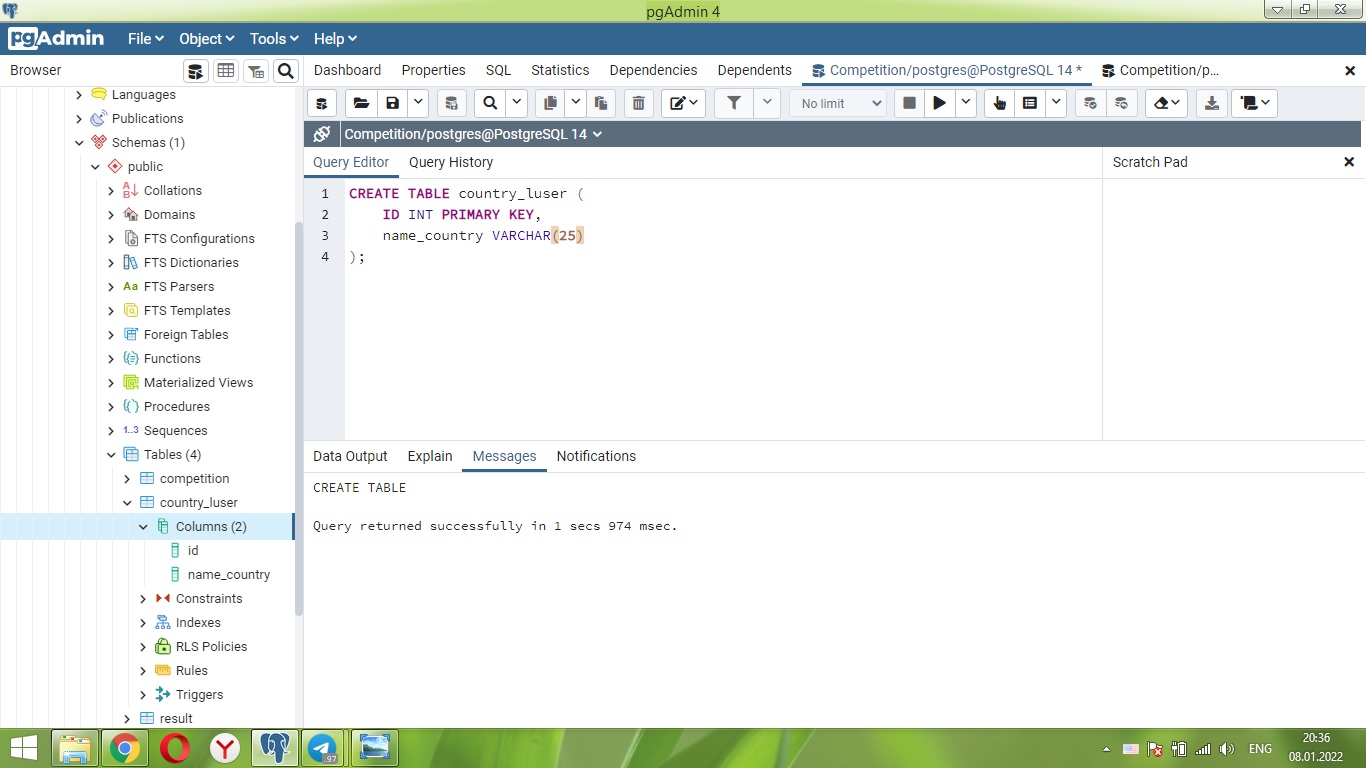 pgAdmin 4
pgAdmin File Object Tools Help
Browser
Dashboard Properties SQL Statistics Dependencies Dependents Competition/postgres@PostgreSQL 14 * Competition/p...
No limit
Competition/postgres@PostgreSQL 14
Query Editor Query History Scratch Pad
Languages
Publications
Schemas (1)
public
Collations
Domains
FTS Configurations
FTS Dictionaries
Aa FTS Parsers
FTS Templates
Foreign Tables
Functions
Materialized Views
Procedures
1..3 Sequences
Tables (4)
competition
country_luser
Columns (2)
id
name_country
Constraints
Indexes
RLS Policies
Rules
Triggers
result
1 CREATE TABLE country_luser (
2 ID INT PRIMARY KEY,
3 name_country VARCHAR(25)
4 );
Data Output Explain Messages Notifications
CREATE TABLE
Query returned successfully in 1 secs 974 msec.
97
ENG
20:36
08.01.2022